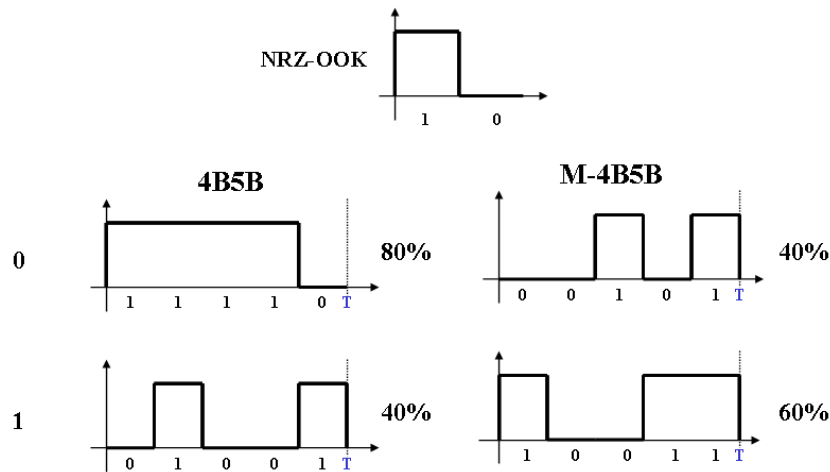 NRZ-OOK
1 0
4B5B M-4B5B
0 80% 40%
1 1 1 1 0 T 0 0 1 0 1 T
1 40% 60%
0 1 0 0 1 T 1 0 0 1 1 T